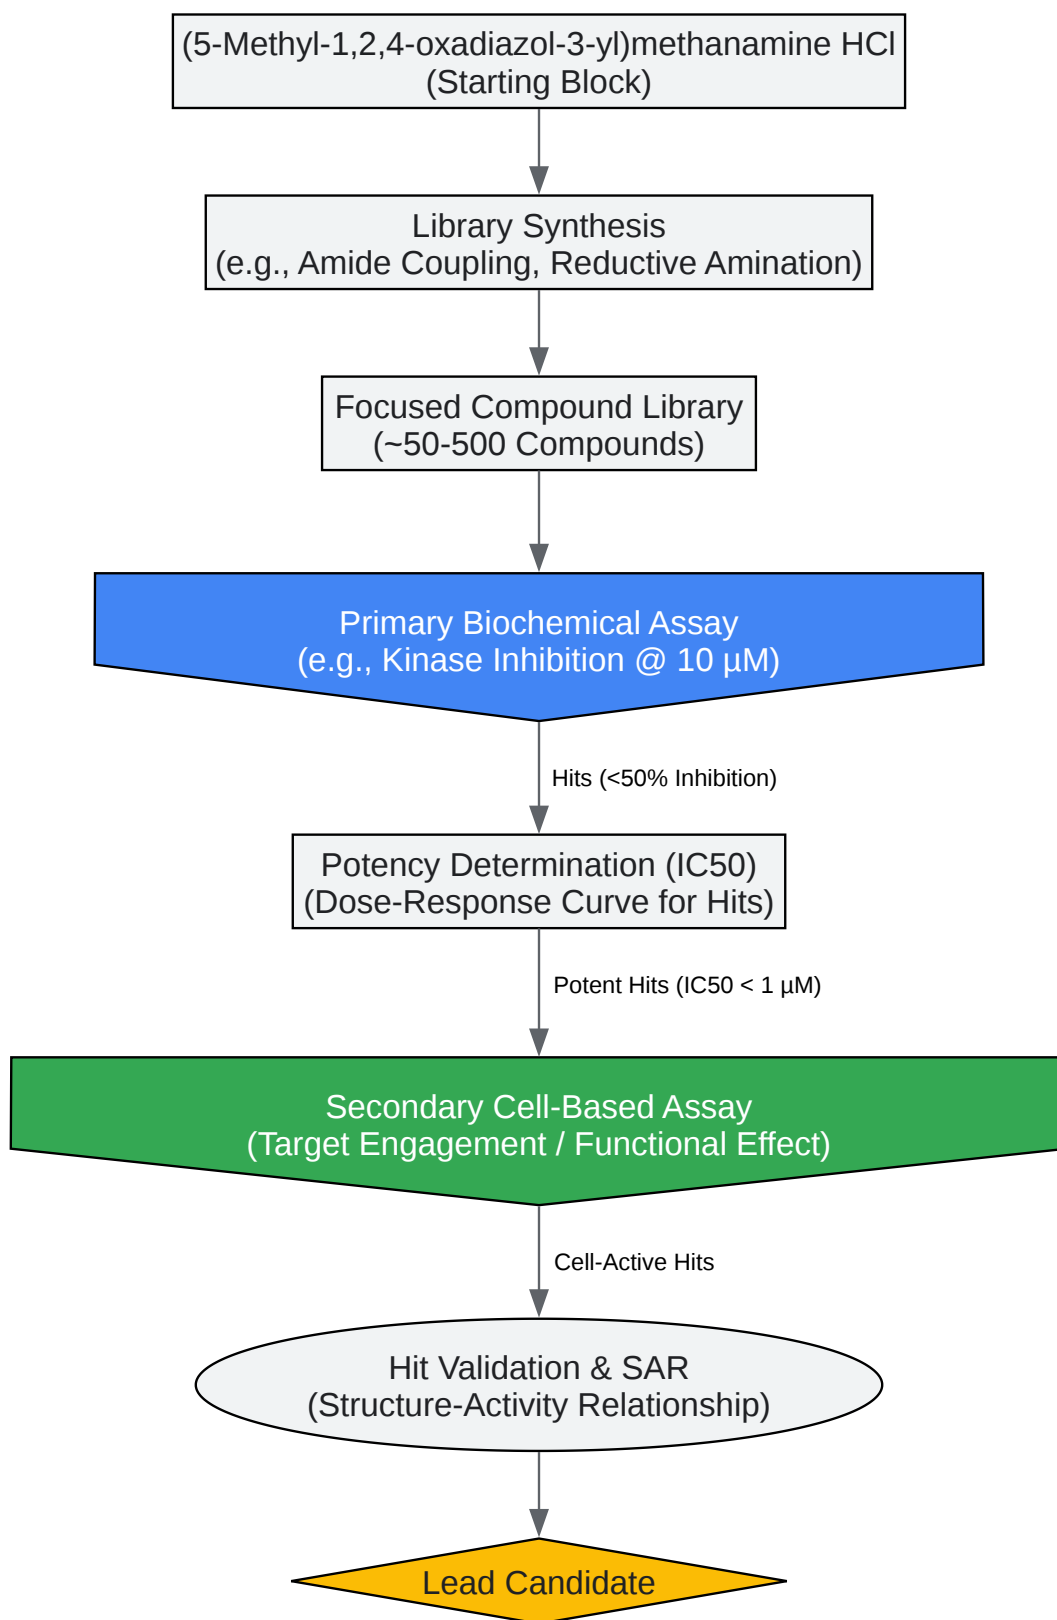 (5-Methyl-1,2,4-oxadiazol-3-yl)methanamine HCl
(Starting Block)
Library Synthesis
(e.g., Amide Coupling, Reductive Amination)
Focused Compound Library
(~50-500 Compounds)
Primary Biochemical Assay
(e.g., Kinase Inhibition @ 10 µM)
Hits (<50% Inhibition)
Potency Determination (IC50)
(Dose-Response Curve for Hits)
Potent Hits (IC50 < 1 µM)
Secondary Cell-Based Assay
(Target Engagement / Functional Effect)
Cell-Active Hits
Hit Validation & SAR
(Structure-Activity Relationship)
Lead Candidate